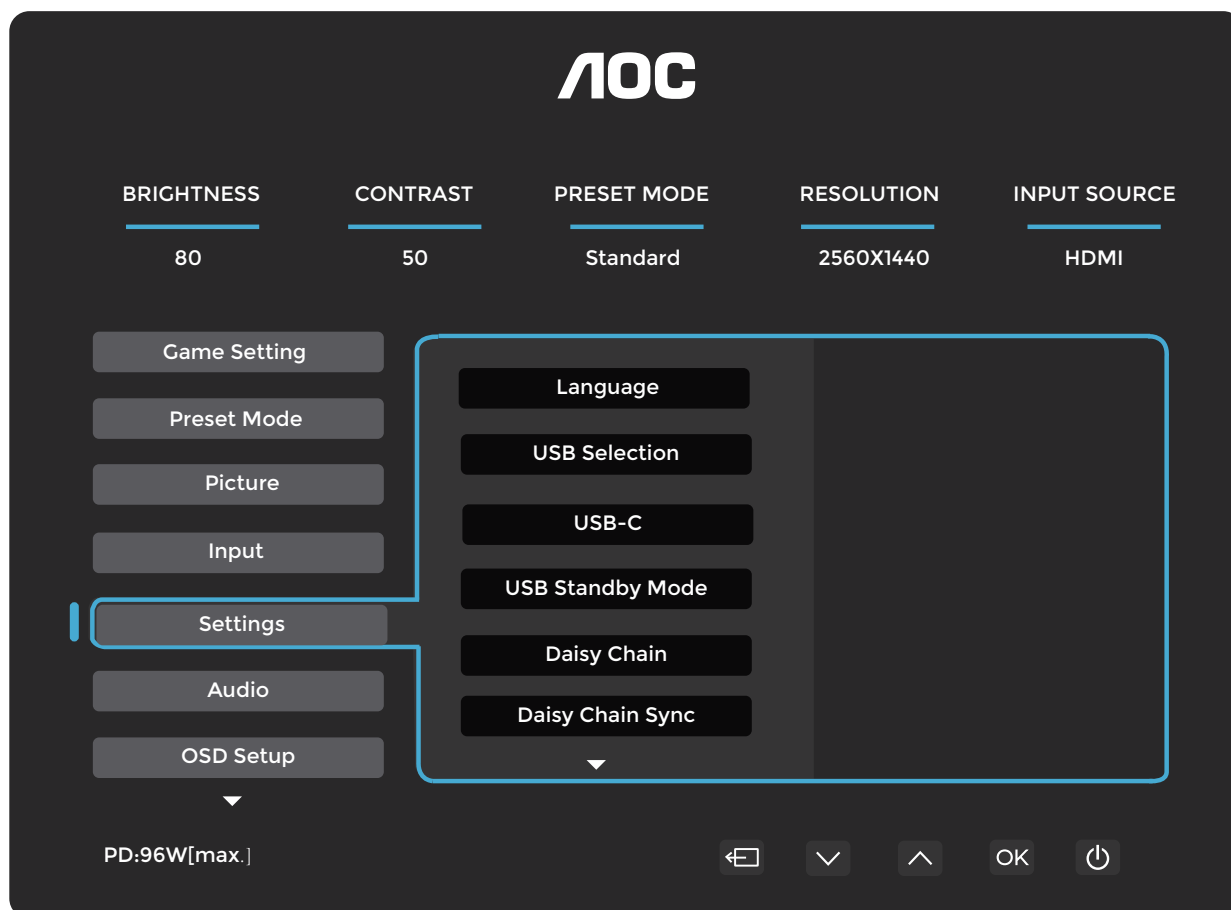 AOC
BRIGHTNESS CONTRAST PRESET MODE RESOLUTION INPUT SOURCE
80 50 Standard 2560X1440 HDMI
Game Setting
Preset Mode
Picture
Input
Settings
Audio
OSD Setup
Language
USB Selection
USB-C
USB Standby Mode
Daisy Chain
Daisy Chain Sync
PD:96W[max.]
OK